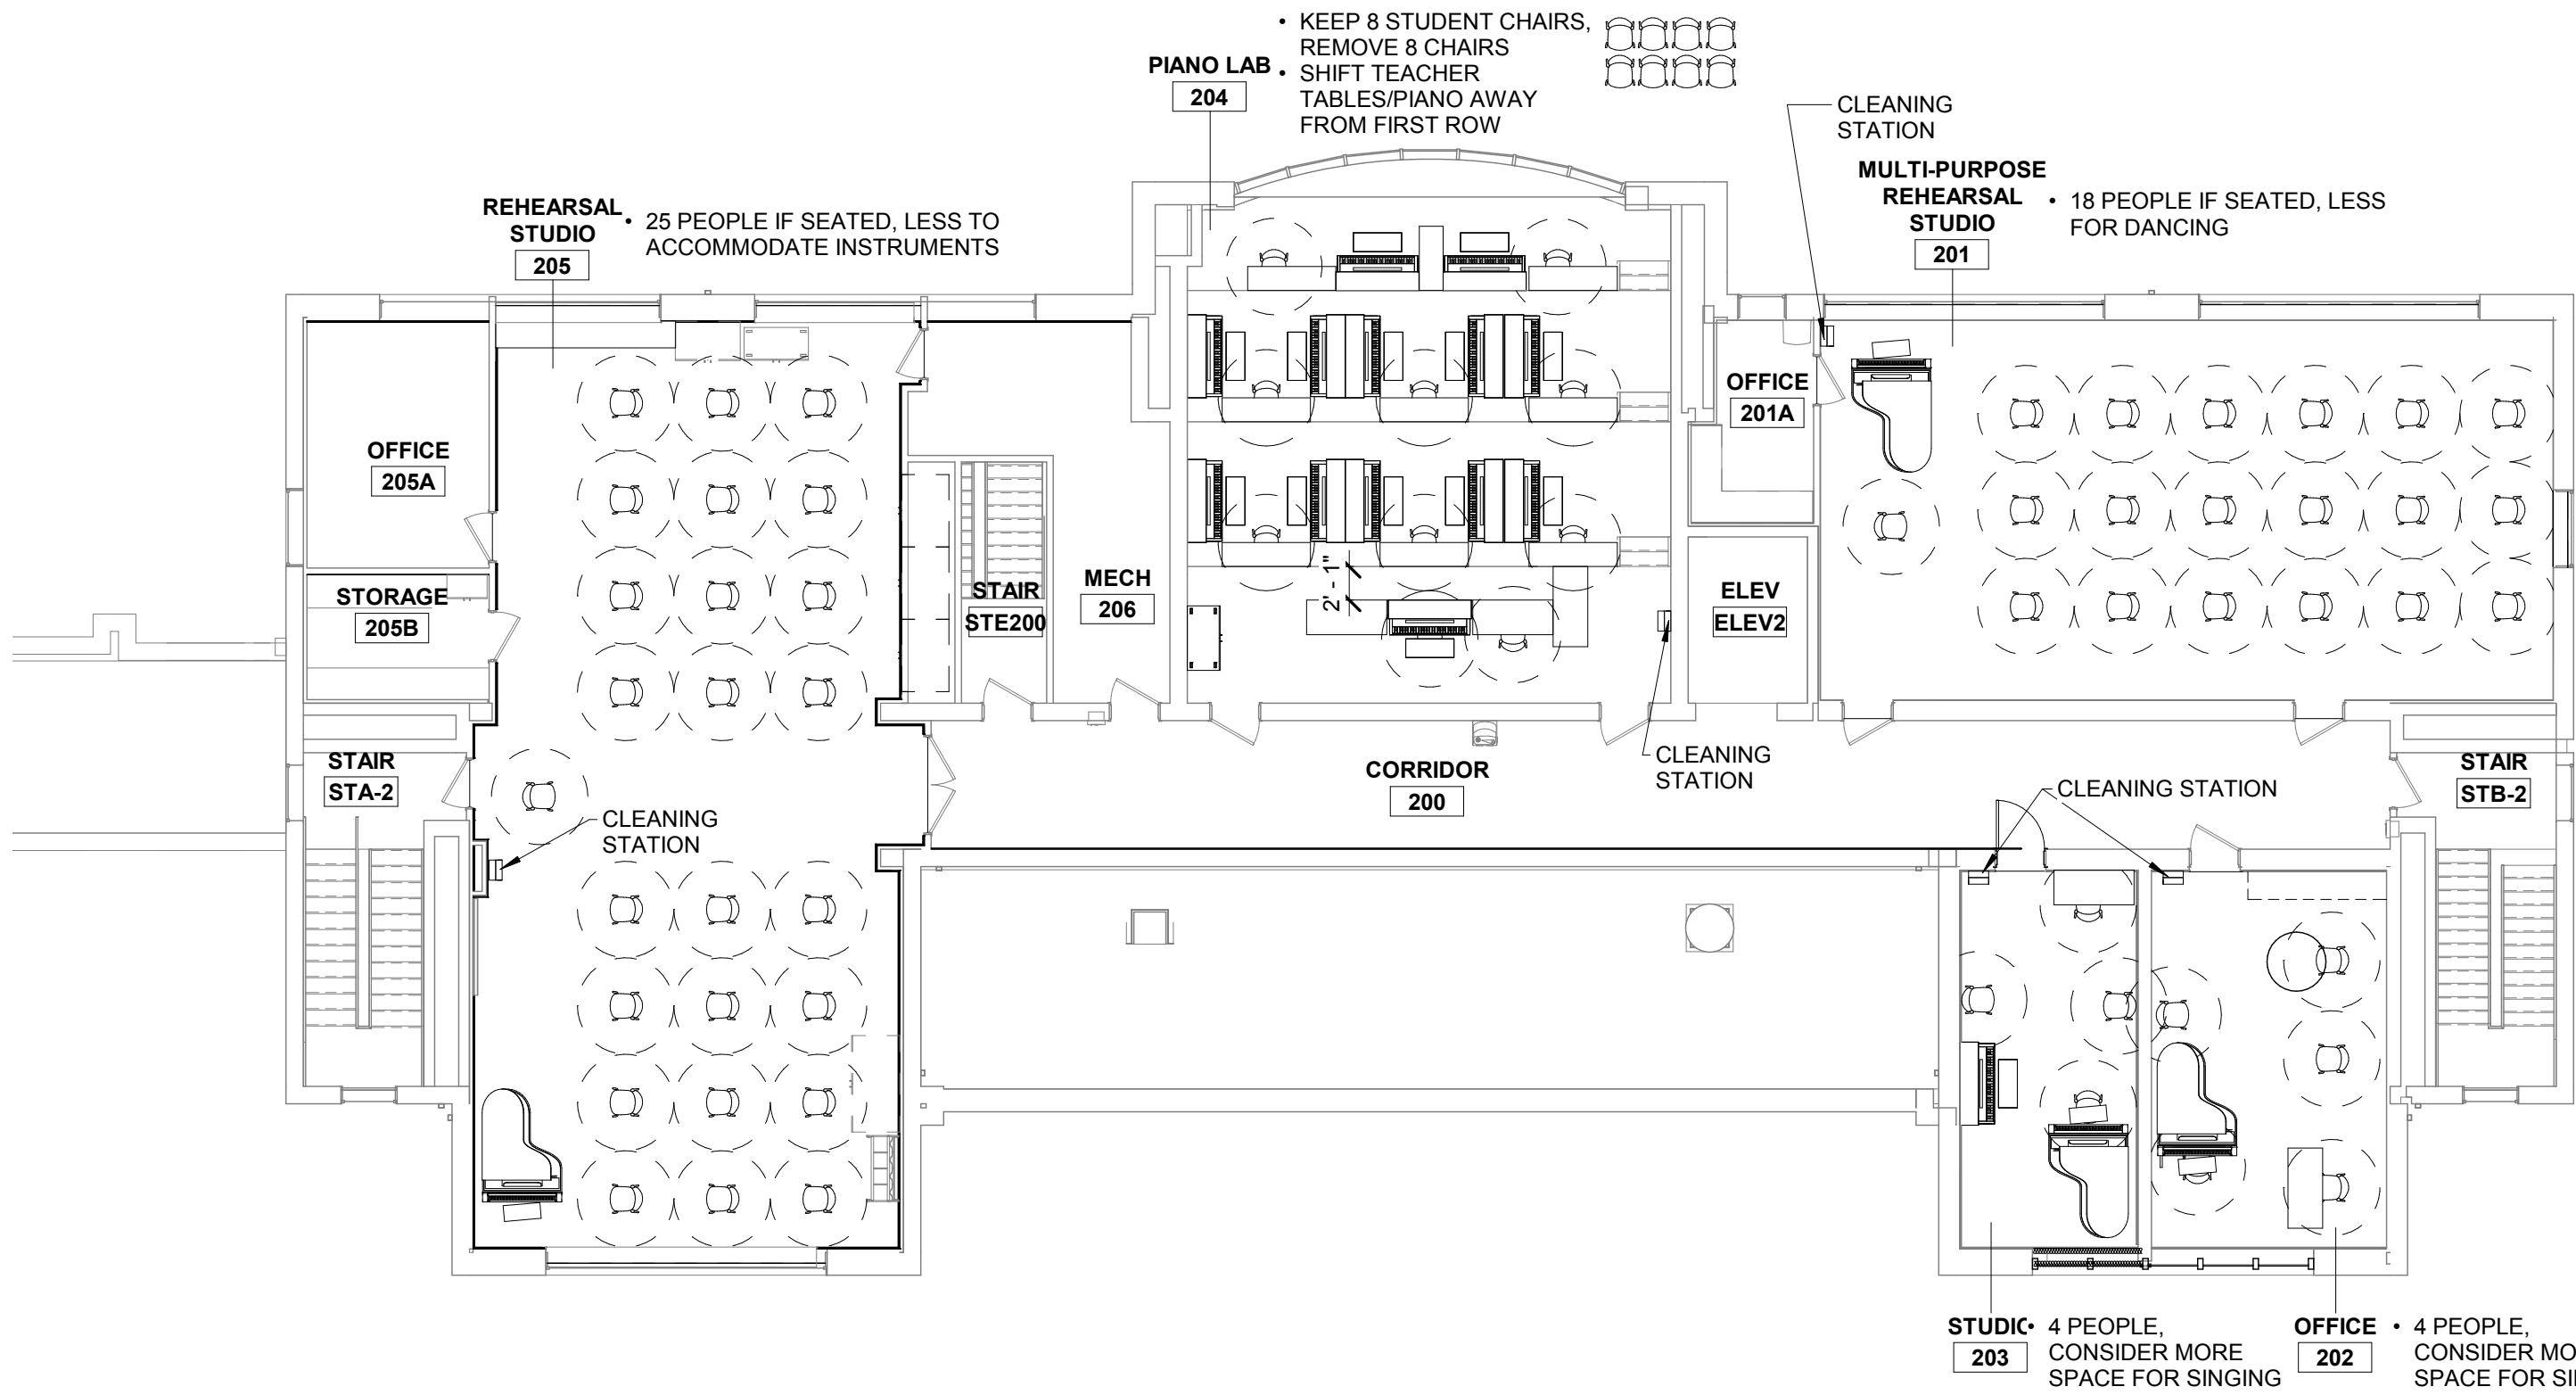 • KEEP 8 STUDENT CHAIRS,
REMOVE 8 CHAIRS
• SHIFT TEACHER
TABLES/PIANO AWAY
FROM FIRST ROW
PIANO LAB
204
CLEANING
STATION
MULTI-PURPOSE
REHEARSAL
STUDIO
201
• 18 PEOPLE IF SEATED, LESS
FOR DANCING
REHEARSAL
STUDIO
205
• 25 PEOPLE IF SEATED, LESS TO
ACCOMMODATE INSTRUMENTS
OFFICE
201A
OFFICE
205A
STORAGE
205B
STAIR
STE200
MECH
206
2' - 1"
ELEV
ELEV2
CLEANING
STATION
STAIR
STA-2
CORRIDOR
200
CLEANING STATION
STAIR
STB-2
CLEANING
STATION
STUDIO
203
• 4 PEOPLE,
CONSIDER MORE
SPACE FOR SINGING
OFFICE
202
• 4 PEOPLE,
CONSIDER MO
SPACE FOR SI